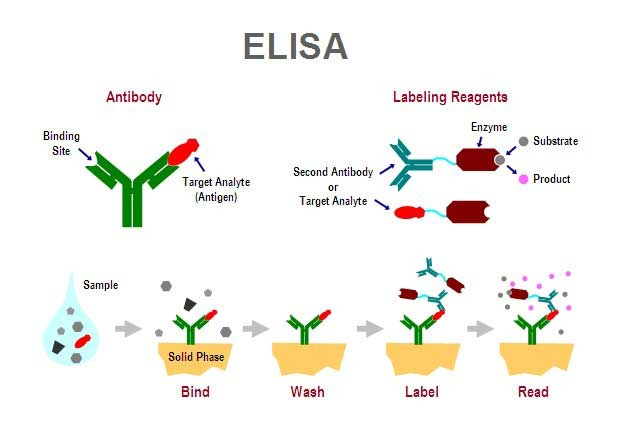 ELISA
Antibody
Binding
Site
Target Analyte
(Antigen)
Labeling Reagents
Enzyme
Substrate
Product
Second Antibody
or
Target Analyte
Sample
Solid Phase
Bind
Wash
Label
Read